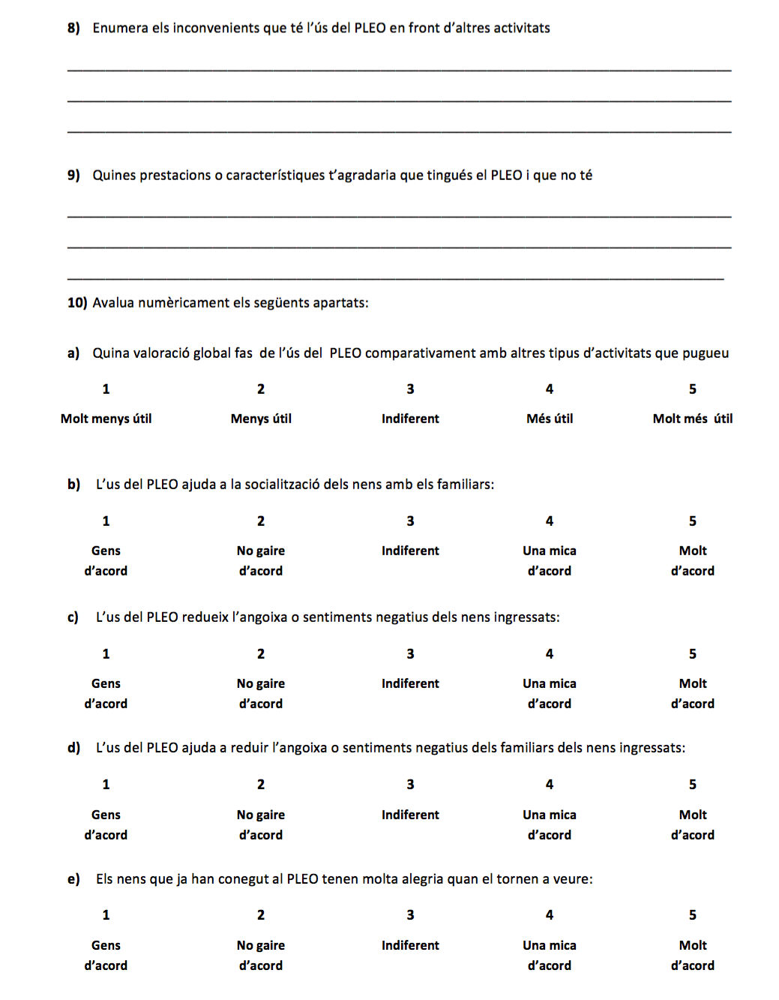 8) Enumera els inconvenients que té l’ús del PLEO en front d’altres activitats
9) Quines prestacions o característiques t’agradaria que tingués el PLEO i que no té
10) Avalua numèricament els següents apartats:
a) Quina valoració global fas de l’ús del PLEO comparativament amb altres tipus d’activitats que pugueu
1 2 3 4 5
Molt menys útil Menys útil Indiferent Més útil Molt més útil
b) L’us del PLEO ajuda a la socialització dels nens amb els familiars:
1 2 3 4 5
Gens No gaire Indiferent Una mica Molt
d’acord d’acord d’acord d’acord
c) L’us del PLEO redueix l’angoixa o sentiments negatius dels nens ingressats:
1 2 3 4 5
Gens No gaire Indiferent Una mica Molt
d’acord d’acord d’acord d’acord
d) L’us del PLEO ajuda a reduir l’angoixa o sentiments negatius dels familiars dels nens ingressats:
1 2 3 4 5
Gens No gaire Indiferent Una mica Molt
d’acord d’acord d’acord d’acord
e) Els nens que ja han conegut al PLEO tenen molta alegria quan el tornen a veure:
1 2 3 4 5
Gens No gaire Indiferent Una mica Molt
d’acord d’acord d’acord d’acord